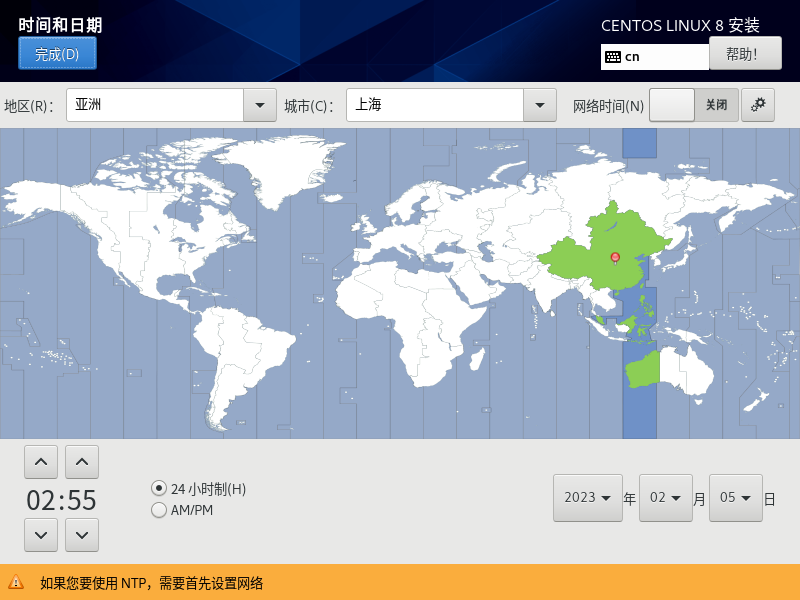 时间和日期
CENTOS LINUX 8 安装
完成(D)
cn
帮助！
地区(R)：
亚洲
城市(C)：
上海
网络时间(N)
关闭
02:55
24 小时制(H)
AM/PM
2023 年 02 月 05 日
如果您要使用 NTP，需要首先设置网络